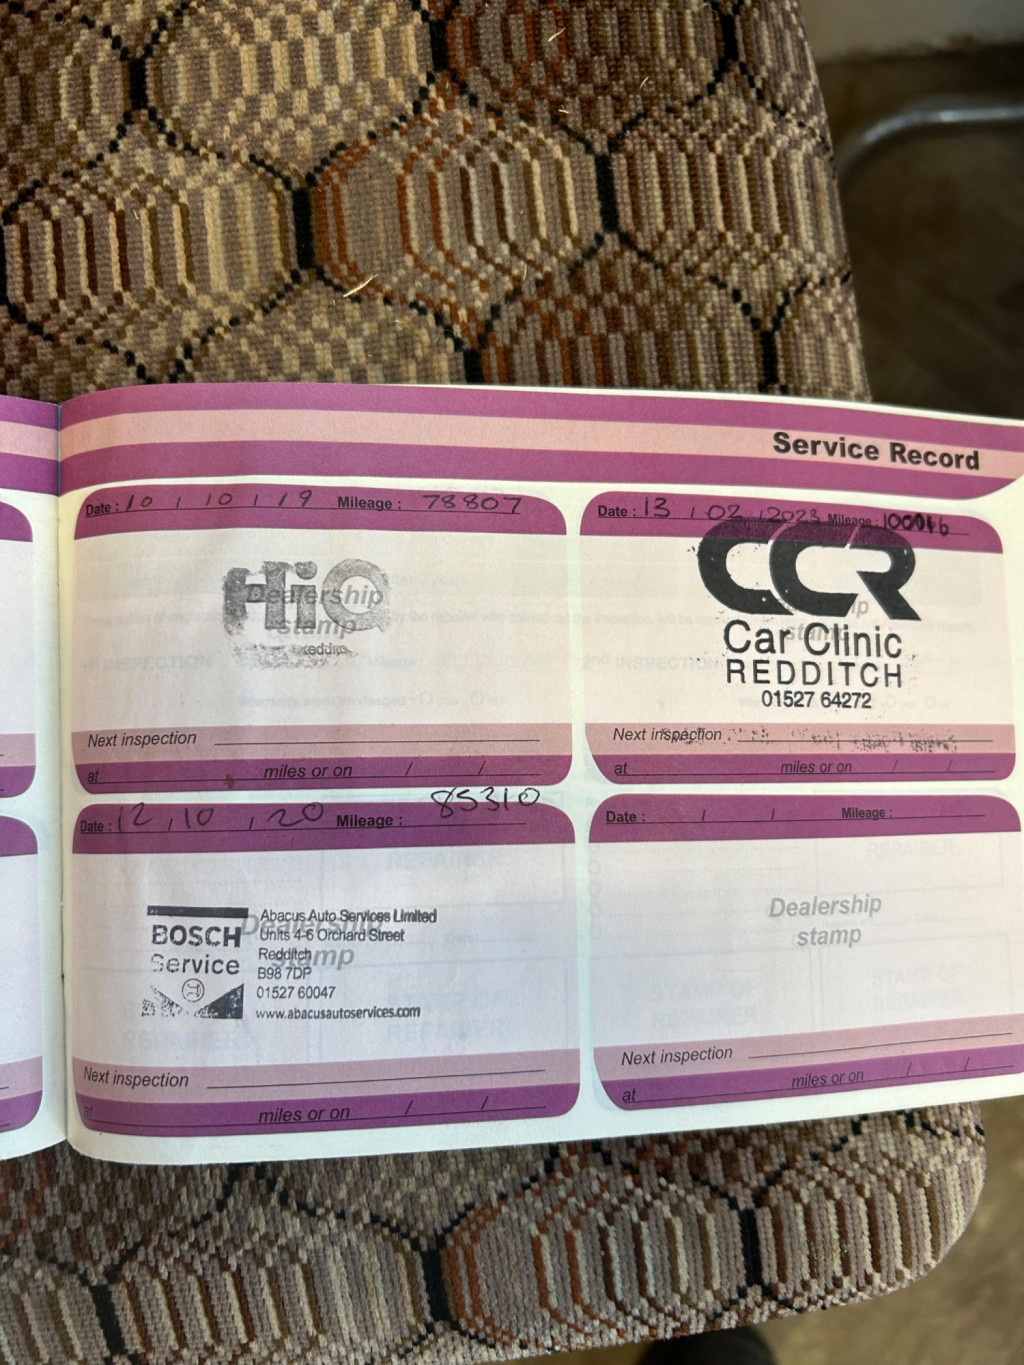 Service Record
Date : 10 / 10 / 19 Mileage : 78807
HiQ
Dealership
stamp
Next inspection
at miles or on / /
Date : 13 / 02 / 2023 Mileage :
CCR
Car Clinic
REDDITCH
01527 64272
stamp
Next inspection
at miles or on / /
Date : 12 / 10 / 20 Mileage : 85310
BOSCH
Service
Abacus Auto Services Limited
Units 4-6 Orchard Street
Redditch
B98 7DP
01527 60047
www.abacusautoservices.com
Dealership
stamp
Next inspection
at miles or on / /
Date : / / Mileage :
Dealership
stamp
Next inspection
at miles or on / /